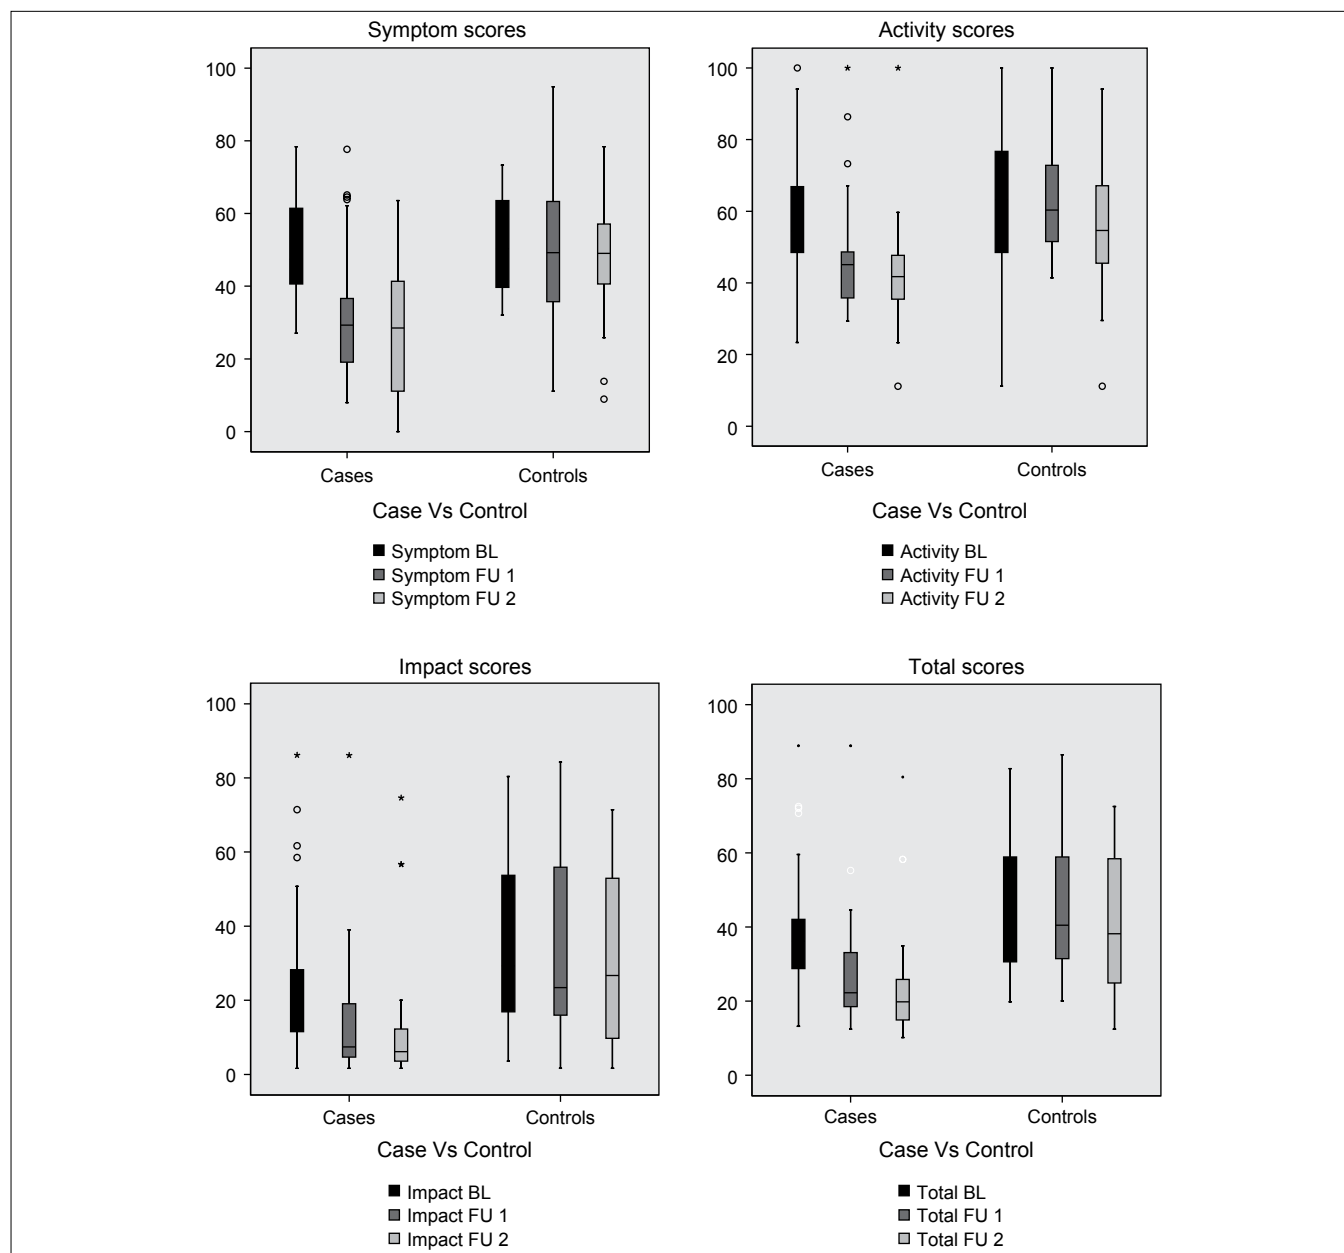 Symptom scores
100
80
60
40
20
0
Cases Controls
Case Vs Control
Symptom BL
Symptom FU 1
Symptom FU 2
Activity scores
100
80
60
40
20
0
Cases Controls
Case Vs Control
Activity BL
Activity FU 1
Activity FU 2
Impact scores
100
80
60
40
20
0
Cases Controls
Case Vs Control
Impact BL
Impact FU 1
Impact FU 2
Total scores
100
80
60
40
20
0
Cases Controls
Case Vs Control
Total BL
Total FU 1
Total FU 2